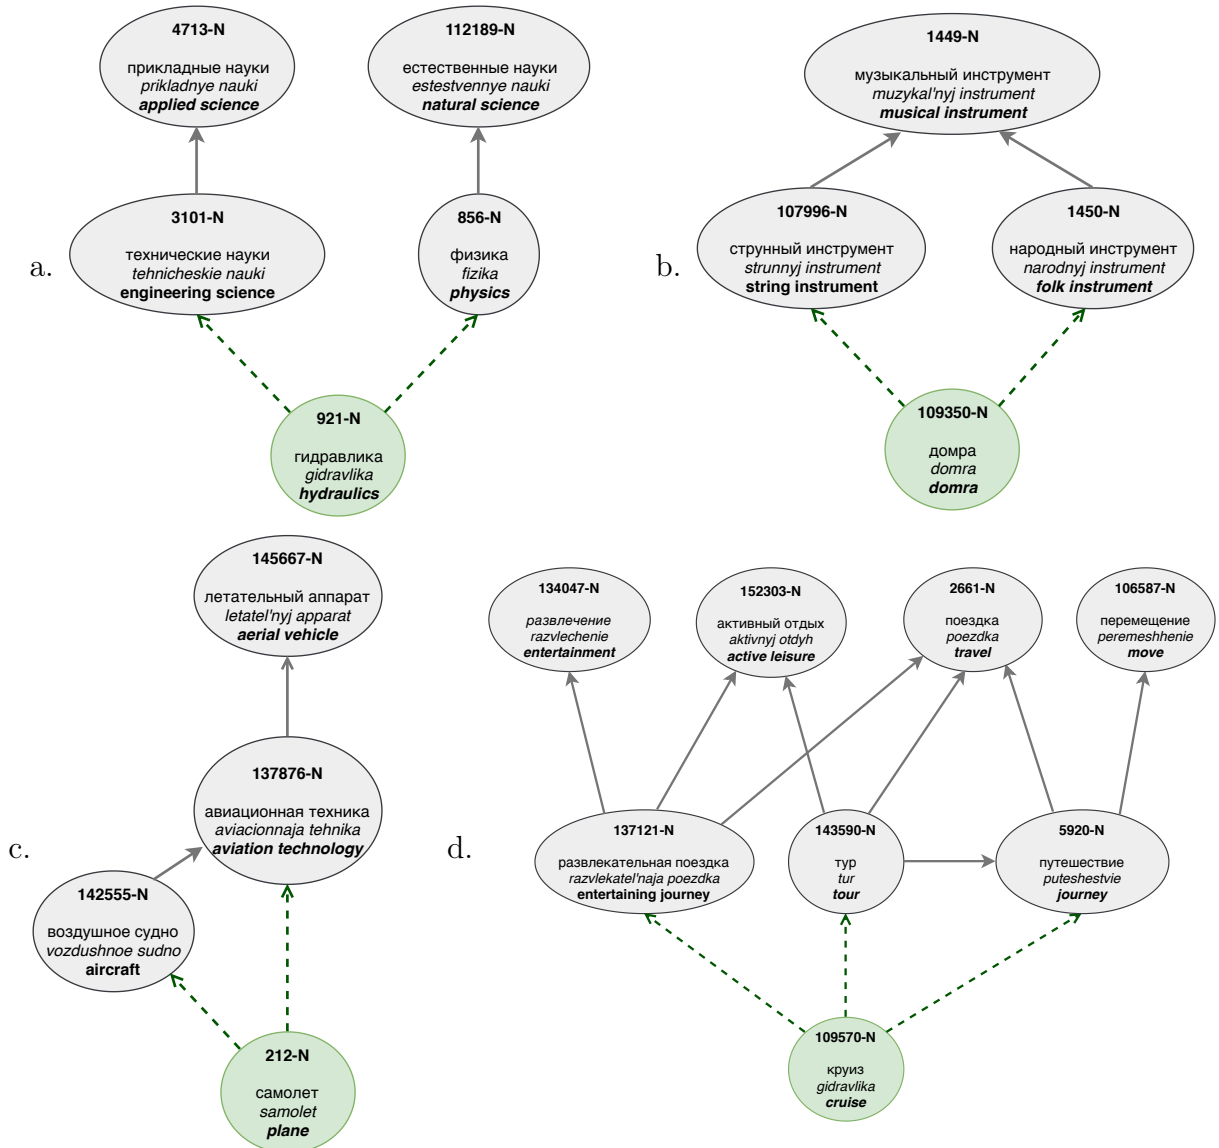 4713-N
прикладные науки
prikladnye nauki
applied science
112189-N
естественные науки
estestvennye nauki
natural science
3101-N
технические науки
tehnicheskie nauki
engineering science
856-N
физика
fizika
physics
a.
921-N
гидравлика
gidravlika
hydraulics
1449-N
музыкальный инструмент
muzykal'nyj instrument
musical instrument
107996-N
струнный инструмент
strunnyj instrument
string instrument
1450-N
народный инструмент
narodnyj instrument
folk instrument
b.
109350-N
домра
domra
domra
145667-N
летательный аппарат
letatel'nyj apparat
aerial vehicle
137876-N
авиационная техника
aviacionnaja tehnika
aviation technology
c.
142555-N
воздушное судно
vozdushnoe sudno
aircraft
212-N
самолет
samolet
plane
134047-N
развлечение
razvlechenie
entertainment
152303-N
активный отдых
aktivnyj otdyh
active leisure
2661-N
поездка
poezdka
travel
106587-N
перемещение
peremeshhenie
move
d.
137121-N
развлекательная поездка
razvlekatel'naja poezdka
entertaining journey
143590-N
тур
tur
tour
5920-N
путешествие
puteshestvie
journey
109570-N
круиз
gidravlika
cruise